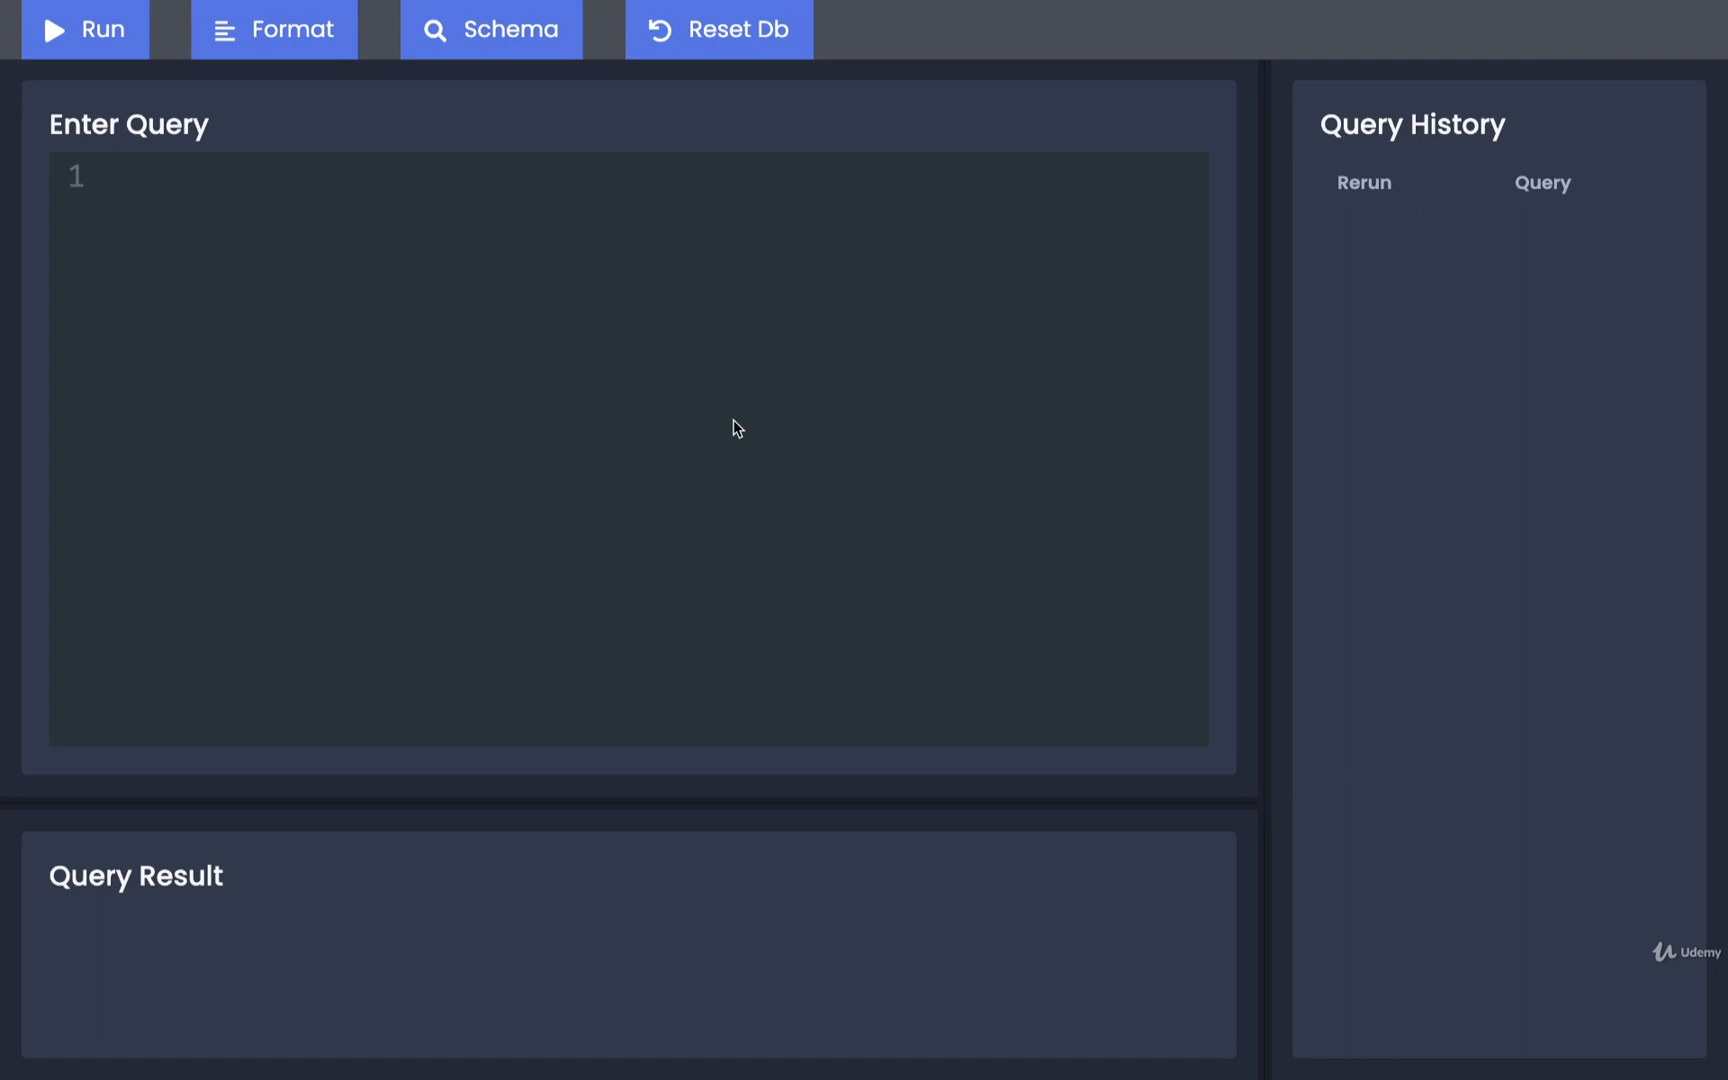 Run
Format
Schema
Reset Db
Enter Query
1
Query History
Rerun
Query
Query Result
Udemy